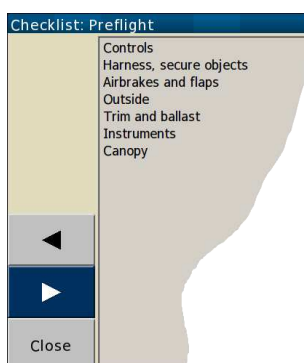 Checklist: Preflight
Controls
Harness, secure objects
Airbrakes and flaps
Outside
Trim and ballast
Instruments
Canopy
Close